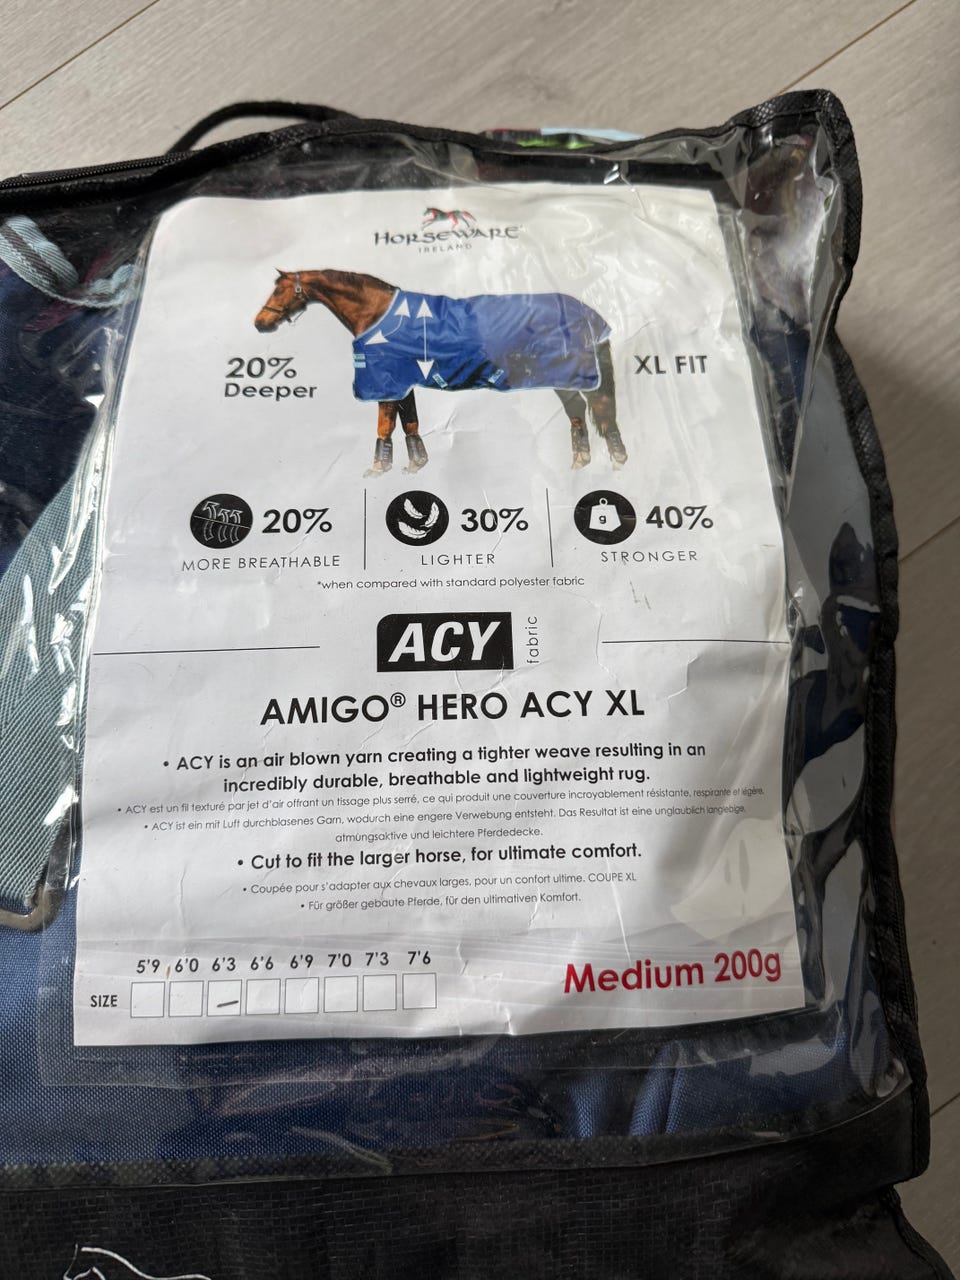 HORSEWARE
IRELAND
20%
Deeper
XL FIT
20%
MORE BREATHABLE
30%
LIGHTER
g
40%
STRONGER
*when compared with standard polyester fabric
ACY fabric
AMIGO® HERO ACY XL
• ACY is an air blown yarn creating a tighter weave resulting in an
incredibly durable, breathable and lightweight rug.
• ACY est un fil texturé par jet d'air offrant un tissage plus serré, ce qui produit une couverture incroyablement résistante, respirante et légère.
• ACY ist ein mit Luft durchblasenes Garn, wodurch eine engere Verwebung entsteht. Das Resultat ist eine unglaublich langlebige,
atmungsaktive und leichtere Pferdedecke.
• Cut to fit the larger horse, for ultimate comfort.
• Coupée pour s'adapter aux chevaux larges, pour un confort ultime. COUPE XL
• Für größer gebaute Pferde, für den ultimativen Komfort.
5'9 6'0 6'3 6'6 6'9 7'0 7'3 7'6
SIZE
Medium 200g